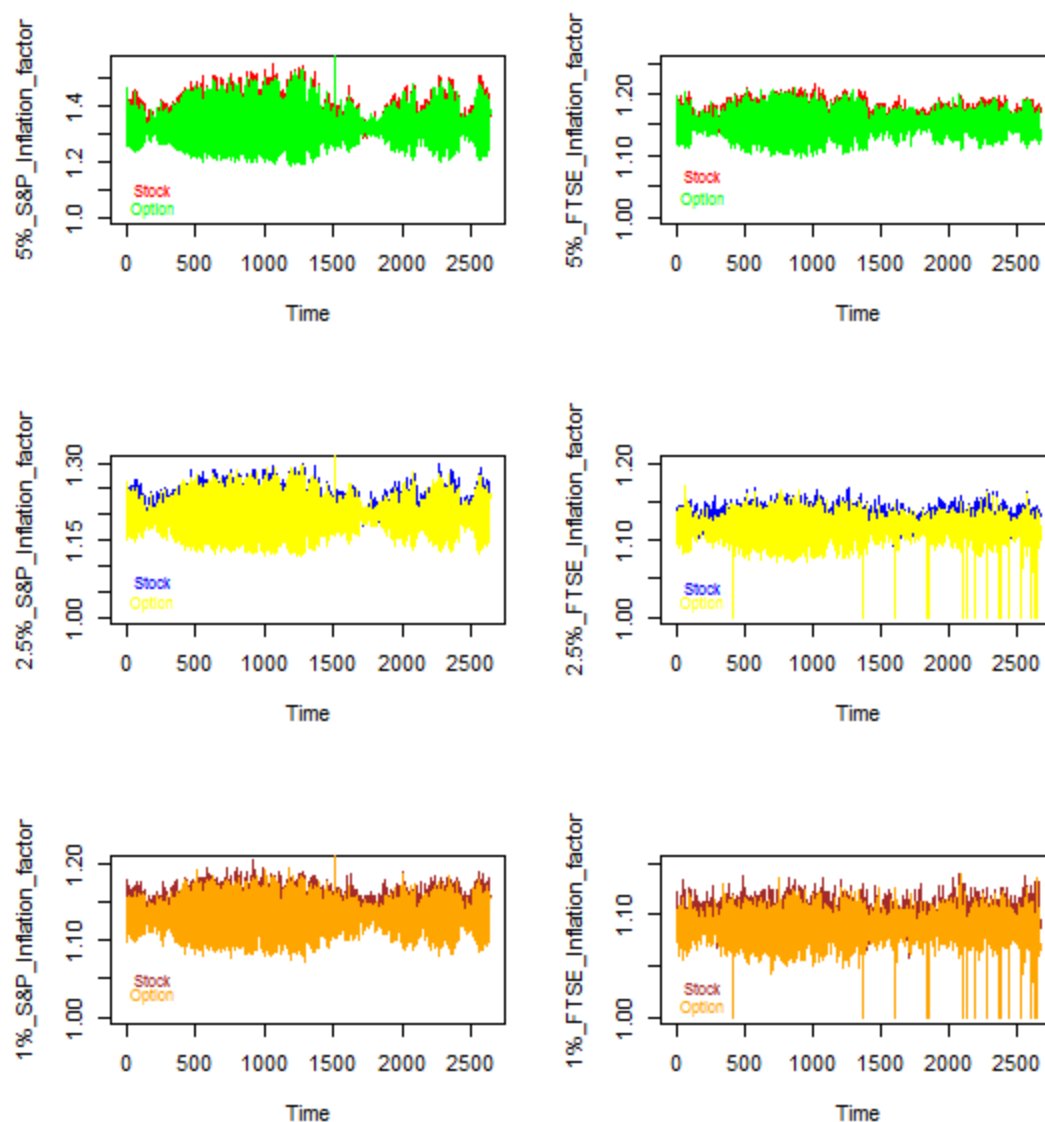 5%_S&P_Inflation_factor
1.0 1.2 1.4
Stock
Option
0 500 1000 1500 2000 2500
Time
5%_FTSE_Inflation_factor
1.00 1.10 1.20
Stock
Option
0 500 1000 1500 2000 2500
Time
2.5%_S&P_Inflation_factor
1.00 1.15 1.30
Stock
Option
0 500 1000 1500 2000 2500
Time
2.5%_FTSE_Inflation_factor
1.00 1.10 1.20
Stock
Option
0 500 1000 1500 2000 2500
Time
1%_S&P_Inflation_factor
1.00 1.10 1.20
Stock
Option
0 500 1000 1500 2000 2500
Time
1%_FTSE_Inflation_factor
1.00 1.10
Stock
Option
0 500 1000 1500 2000 2500
Time